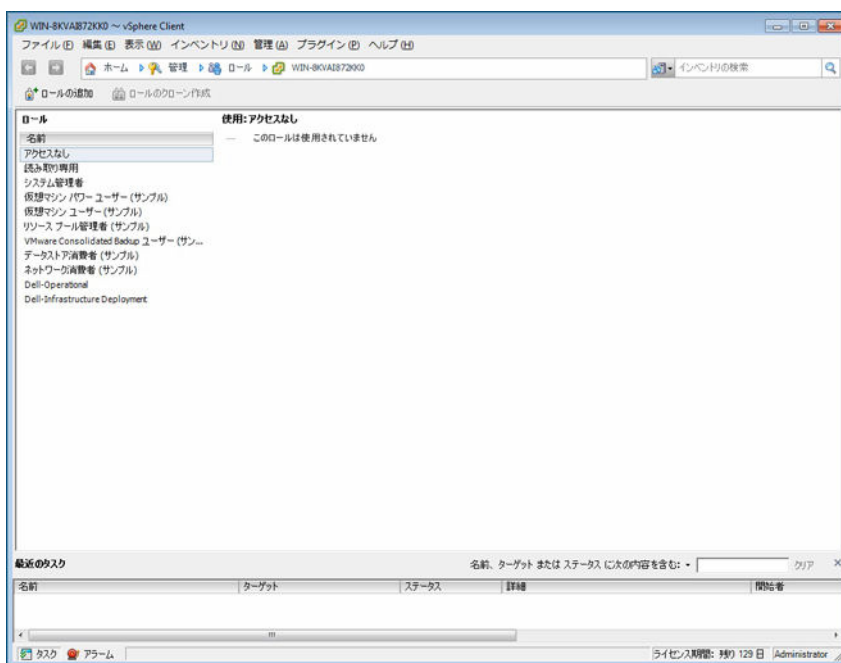 WIN-8KVAI872KK0 ～ vSphere Client
ファイル(F) 編集(E) 表示(W) インベントリ(N) 管理(A) プラグイン(P) ヘルプ(H)
ホーム 管理 ロール WIN-8KVAI872KK0 インベントリの検索
ロールの追加 ロールのクローン作成
ロール 使用: アクセスなし
名前 このロールは使用されていません
アクセスなし
読み取り専用
システム管理者
仮想マシン パワー ユーザー (サンプル)
仮想マシン ユーザー (サンプル)
リソース プール管理者 (サンプル)
VMware Consolidated Backup ユーザー (サン...
データストア消費者 (サンプル)
ネットワーク消費者 (サンプル)
Dell-Operational
Dell-Infrastructure Deployment
最近のタスク 名前、ターゲット または ステータス に次の内容を含む: クリア
名前 ターゲット ステータス 詳細 開始者
タスク アラーム ライセンス期間: 残り 129 日 Administrator